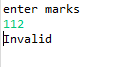 enter marks
112
Invalid